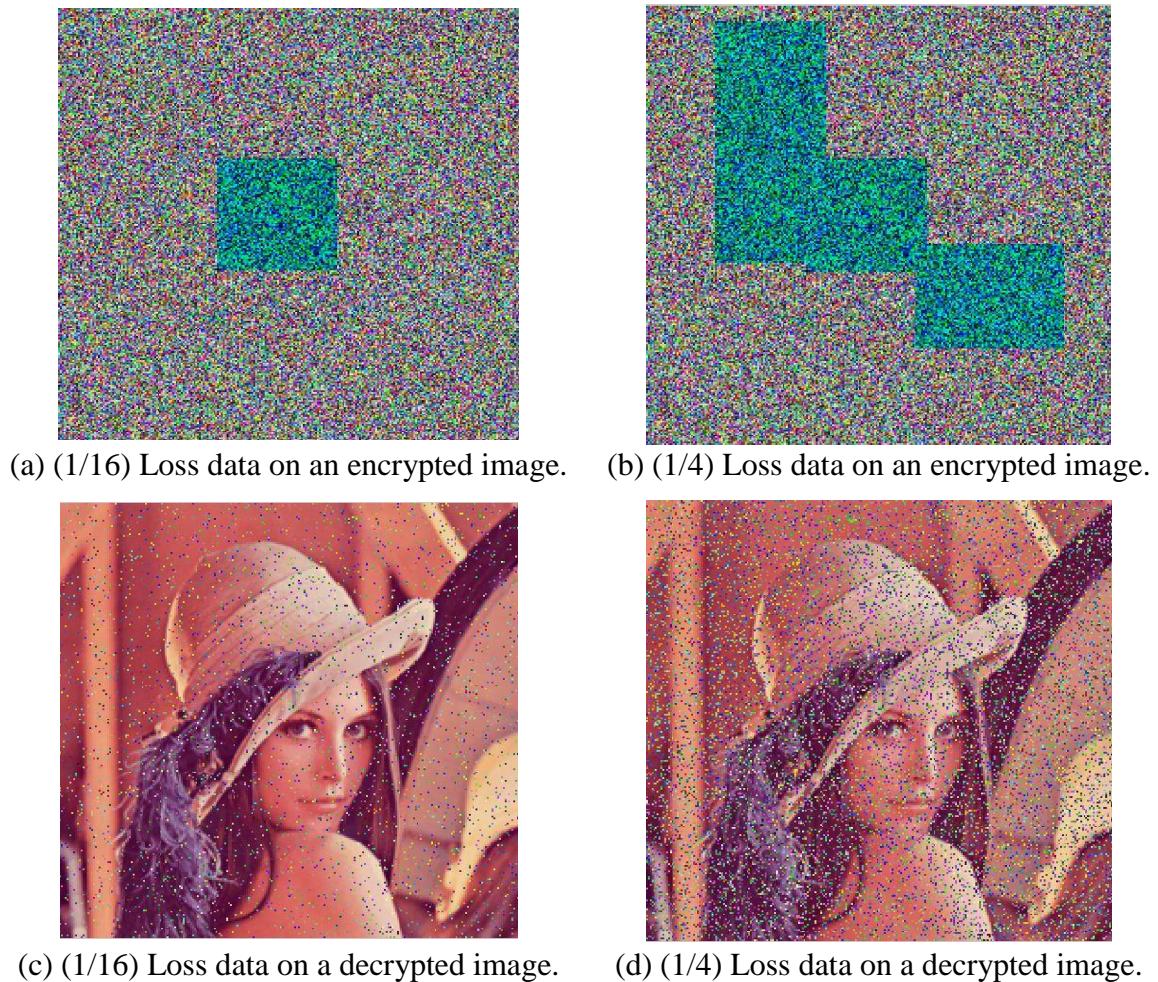 (a) (1/16) Loss data on an encrypted image.
(b) (1/4) Loss data on an encrypted image.
(c) (1/16) Loss data on a decrypted image.
(d) (1/4) Loss data on a decrypted image.